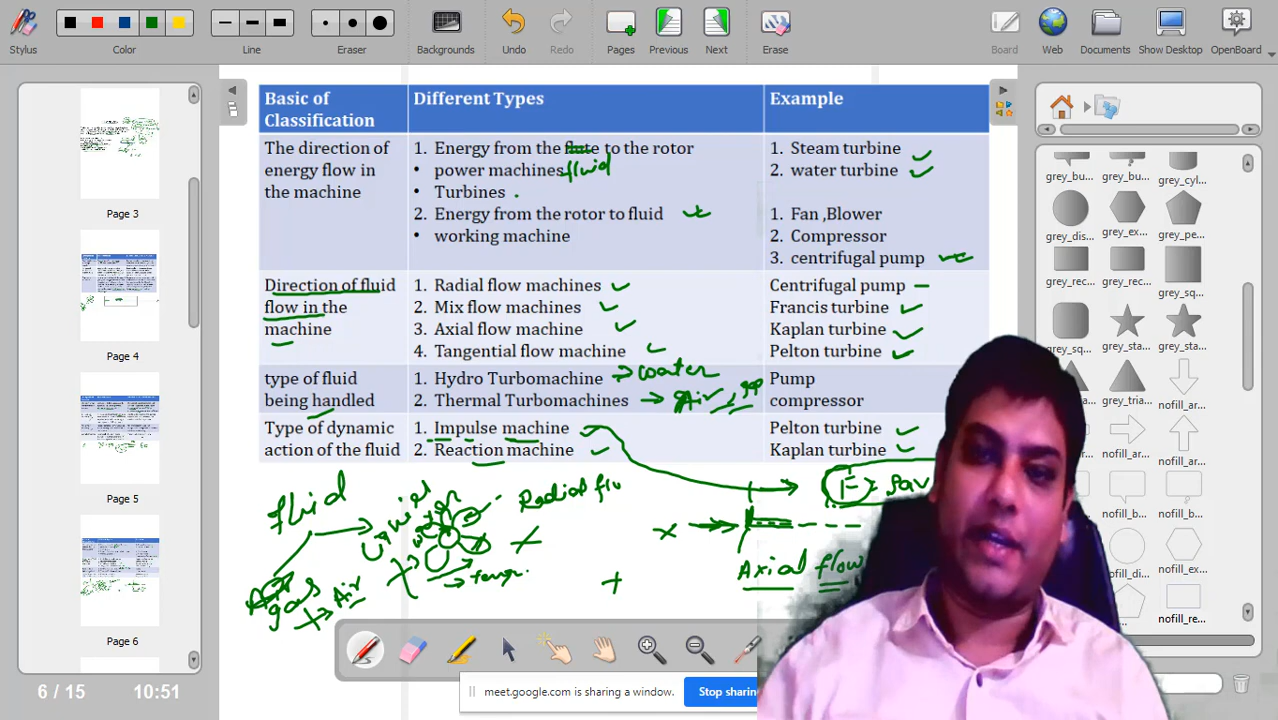 Stylus
Color
Line
Eraser
Backgrounds
Undo
Redo
Pages
Previous
Next
Erase
Board
Web
Documents
Show Desktop
OpenBoard
Page 3
Page 4
Page 5
Page 6
6 / 15
10:51
Basic of Classification
Different Types
Example
The direction of
energy flow in
the machine
1. Energy from the to the rotor
fluid
• power machines
• Turbines
2. Energy from the rotor to fluid
• working machine
1. Steam turbine
2. water turbine
1. Fan ,Blower
2. Compressor
3. centrifugal pump
Direction of fluid
flow in the
machine
1. Radial flow machines
2. Mix flow machines
3. Axial flow machine
4. Tangential flow machine
Centrifugal pump
Francis turbine
Kaplan turbine
Pelton turbine
type of fluid
being handled
1. Hydro Turbomachine → water
2. Thermal Turbomachines → Air
Pump
compressor
Type of dynamic
action of the fluid
1. Impulse machine
2. Reaction machine
Pelton turbine
Kaplan turbine
fluid
Radial flu
gas
Air
Axial flow
F = ρav
grey_bu...
grey_bu...
grey_cyl...
grey_dis...
grey_ex...
grey_pe...
grey_rec...
grey_rec...
grey_sq...
grey_ro...
grey_sta...
grey_sta...
grey_tra...
grey_tria...
nofill_ar...
nofill_ar...
nofill_ar...
nofill_b...
nofill_b...
nofill_ex...
nofill_re...
meet.google.com is sharing a window.
Stop sharing